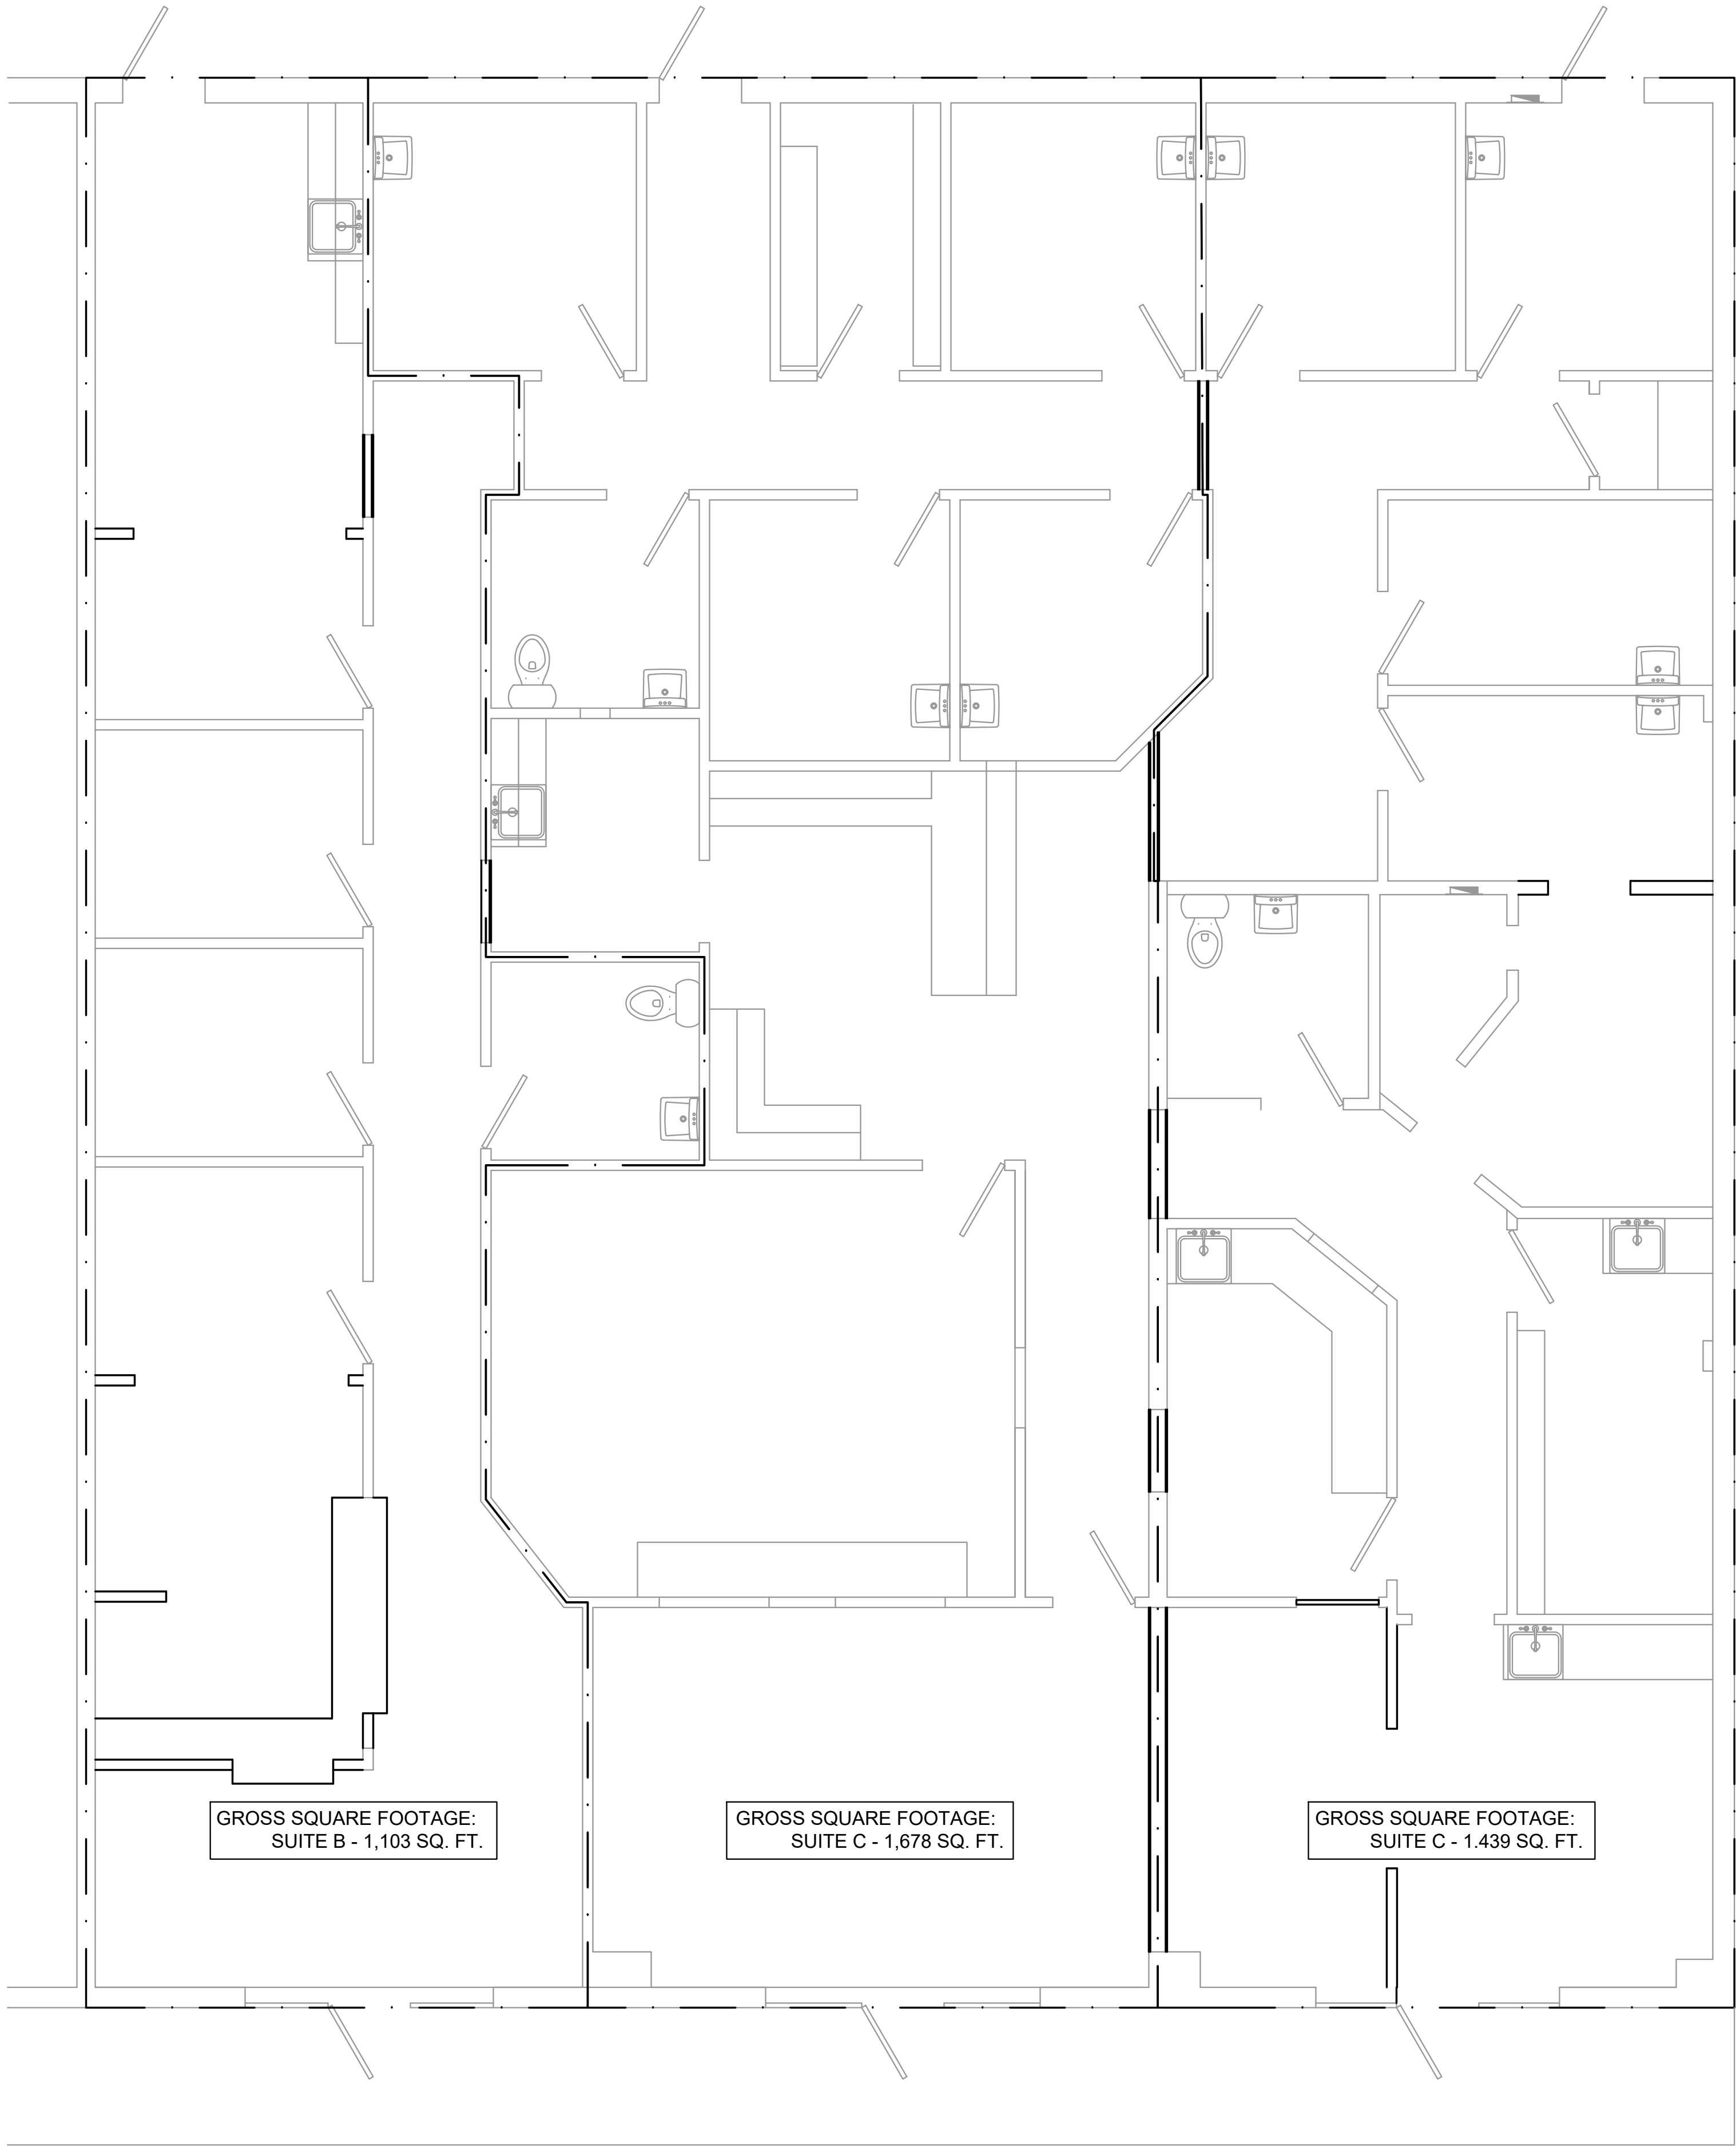 GROSS SQUARE FOOTAGE:
SUITE B - 1,103 SQ. FT.
GROSS SQUARE FOOTAGE:
SUITE C - 1,678 SQ. FT.
GROSS SQUARE FOOTAGE:
SUITE C - 1.439 SQ. FT.